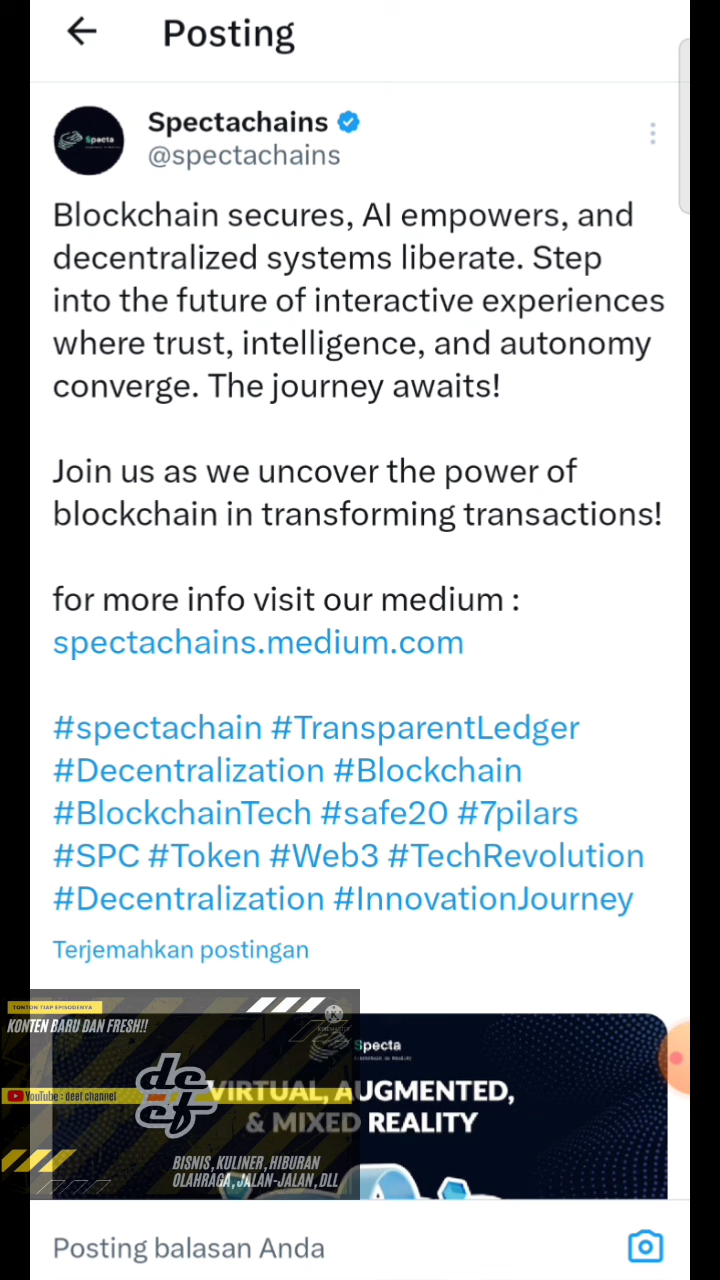 Posting
Spectachains
@spectachains
Blockchain secures, AI empowers, and
decentralized systems liberate. Step
into the future of interactive experiences
where trust, intelligence, and autonomy
converge. The journey awaits!
Join us as we uncover the power of
blockchain in transforming transactions!
for more info visit our medium :
spectachains.medium.com
#spectachain #TransparentLedger
#Decentralization #Blockchain
#BlockchainTech #safe20 #7pilars
#SPC #Token #Web3 #TechRevolution
#Decentralization #InnovationJourney
Terjemahkan postingan
TONTON TIAP EPISODENYA
KONTEN BARU DAN FRESH!!
KINEMASTER
Specta
YouTube : deef channel
deef
VIRTUAL, AUGMENTED,
& MIXED REALITY
BISNIS, KULINER, HIBURAN
OLAHRAGA, JALAN-JALAN, DLL
Posting balasan Anda